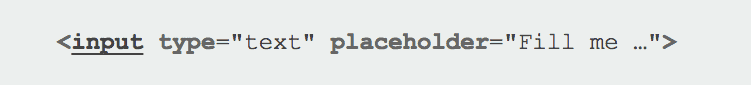 <input type="text" placeholder="Fill me …">